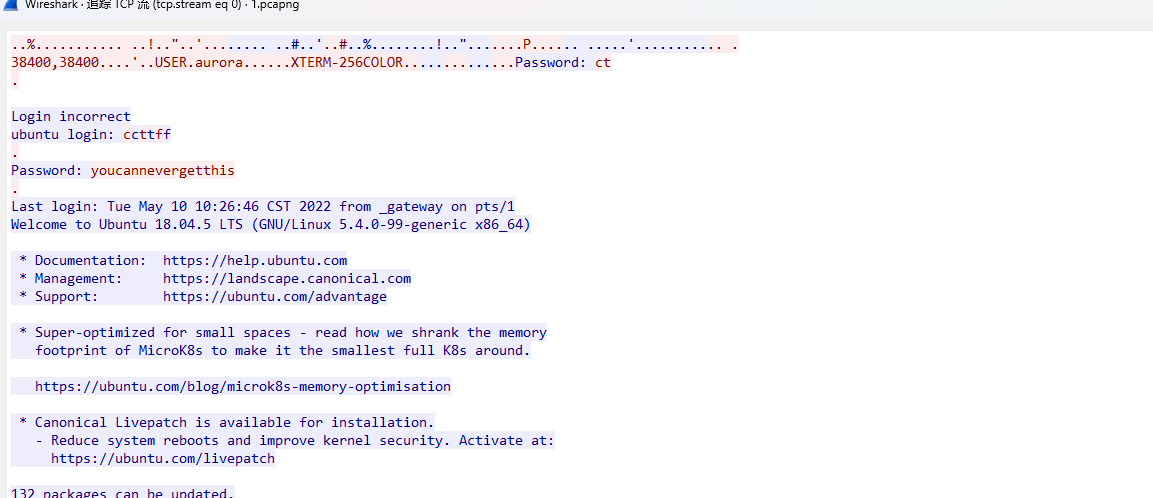 Wireshark · 追踪 TCP 流 (tcp.stream eq 0) · 1.pcapng
..%........... ..!.."..'......... ..#..'..#..%........!..".......P...... .....'........... .
38400,38400....'..USER.aurora......XTERM-256COLOR..............Password: ct
.
Login incorrect
ubuntu login: ccttff
.
Password: youcannevergetthis
.
Last login: Tue May 10 10:26:46 CST 2022 from _gateway on pts/1
Welcome to Ubuntu 18.04.5 LTS (GNU/Linux 5.4.0-99-generic x86_64)
* Documentation: https://help.ubuntu.com
* Management: https://landscape.canonical.com
* Support: https://ubuntu.com/advantage
* Super-optimized for small spaces - read how we shrank the memory
footprint of MicroK8s to make it the smallest full K8s around.
https://ubuntu.com/blog/microk8s-memory-optimisation
* Canonical Livepatch is available for installation.
- Reduce system reboots and improve kernel security. Activate at:
https://ubuntu.com/livepatch
132 packages can be updated.